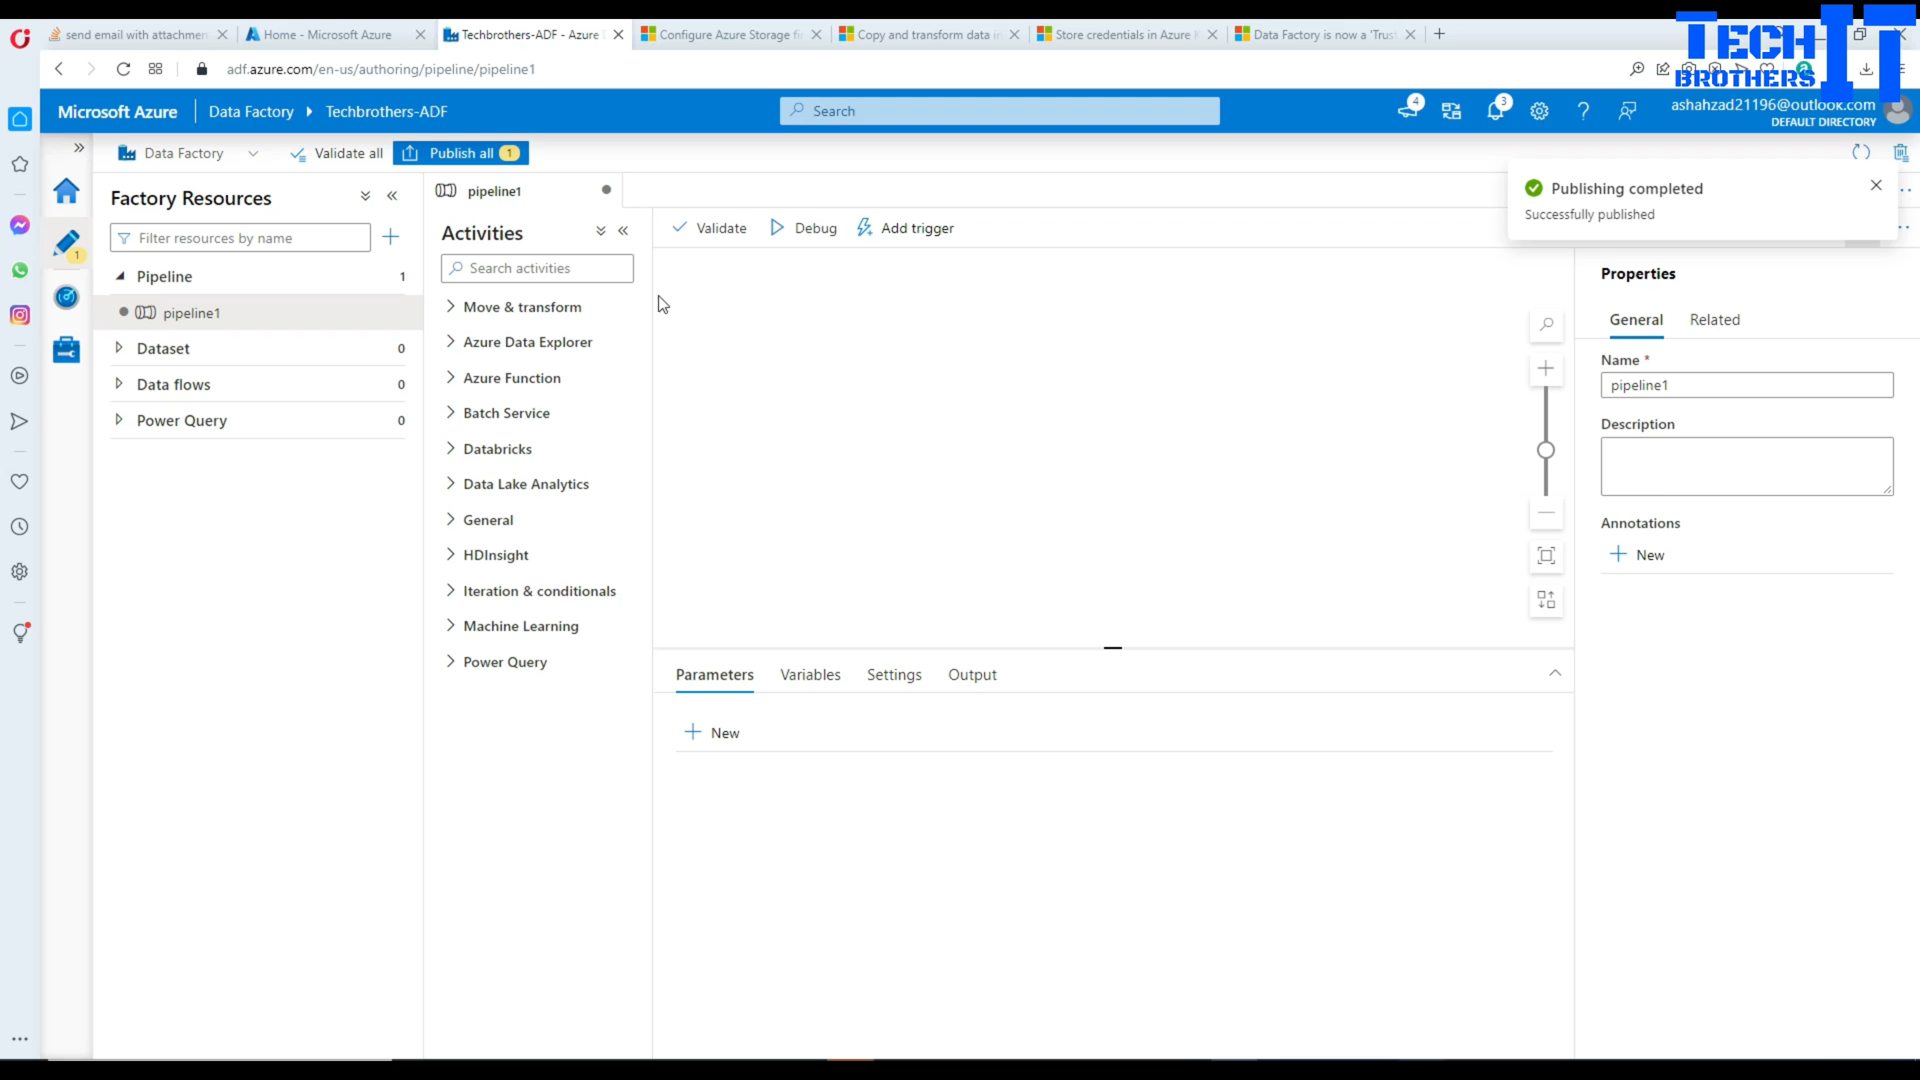 send email with attachmen
Home - Microsoft Azure
Techbrothers-ADF - Azure
Configure Azure Storage fi
Copy and transform data i
Store credentials in Azure
Data Factory is now a 'Trus
TECH
BROTHERS
IT
adf.azure.com/en-us/authoring/pipeline/pipeline1
Microsoft Azure
Data Factory
Techbrothers-ADF
Search
4
3
ashahzad21196@outlook.com
DEFAULT DIRECTORY
Data Factory
Validate all
Publish all
1
Publishing completed
Successfully published
Factory Resources
Filter resources by name
1
Pipeline
1
pipeline1
Dataset
0
Data flows
0
Power Query
0
pipeline1
Activities
Search activities
Move & transform
Azure Data Explorer
Azure Function
Batch Service
Databricks
Data Lake Analytics
General
HDInsight
Iteration & conditionals
Machine Learning
Power Query
Validate
Debug
Add trigger
Parameters
Variables
Settings
Output
New
Properties
General
Related
Name *
pipeline1
Description
Annotations
New